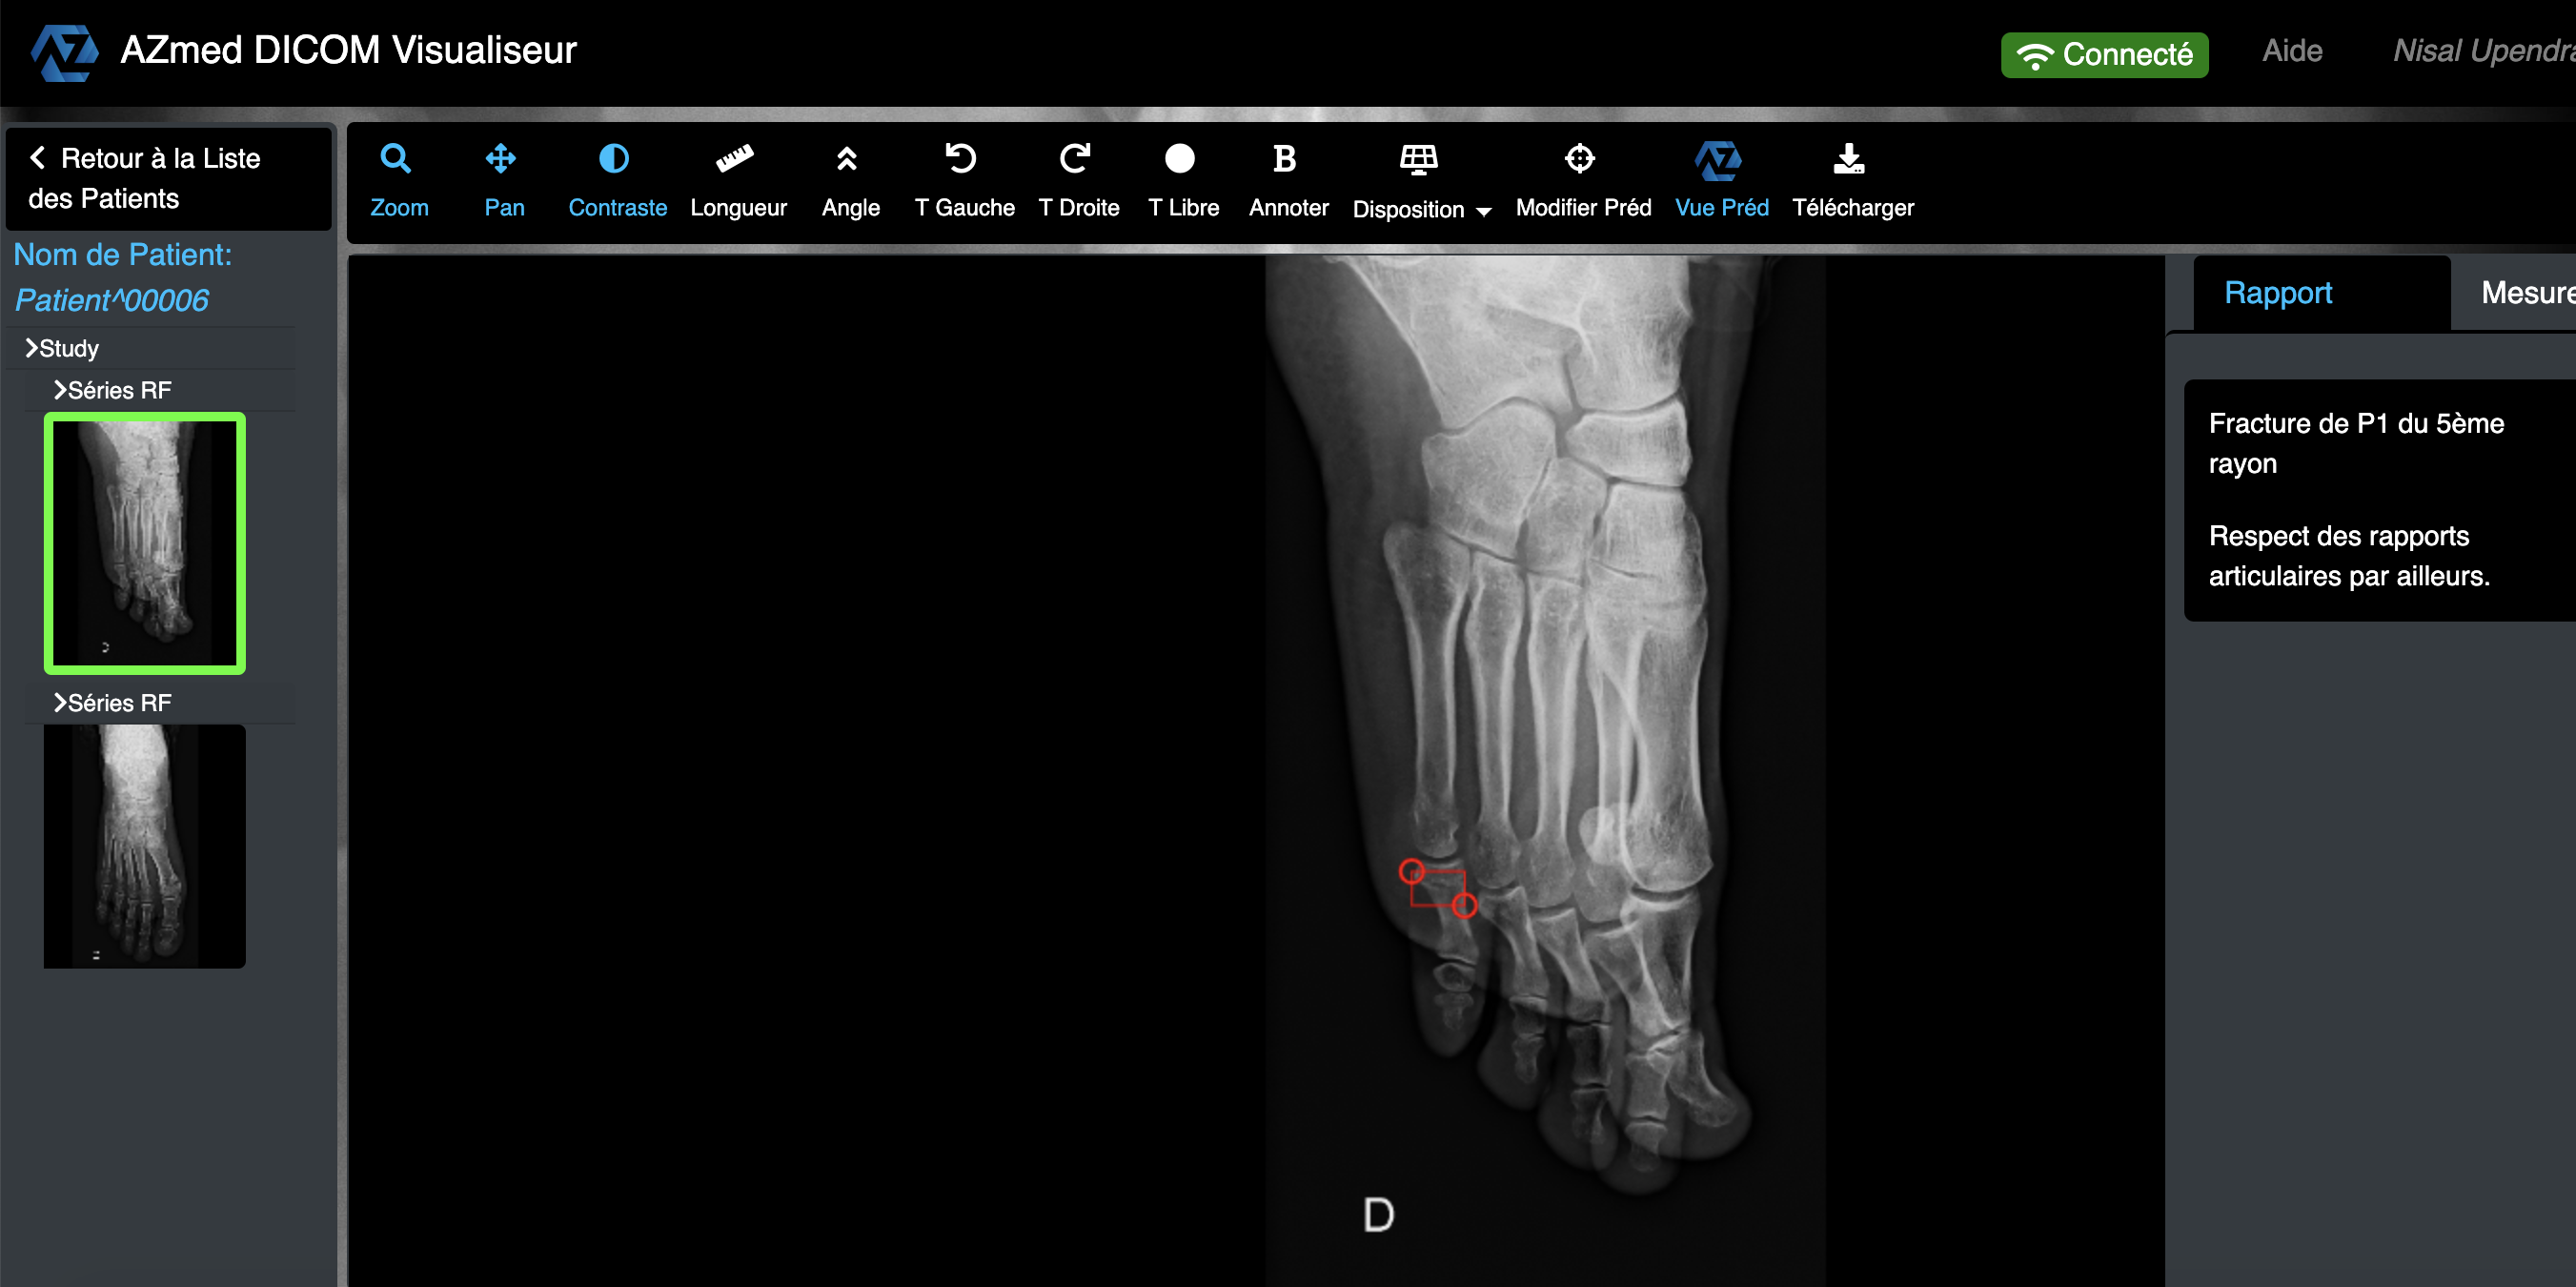 AZmed DICOM Visualiseur
Connecté
Aide
Nisal Upendra
Retour à la Liste
des Patients
Zoom
Pan
Contraste
Longueur
Angle
T Gauche
T Droite
T Libre
B
Annoter
Disposition
Modifier Préd
Vue Préd
Télécharger
Nom de Patient:
Patient^00006
Study
Séries RF
Séries RF
D
Rapport
Mesure
Fracture de P1 du 5ème
rayon
Respect des rapports
articulaires par ailleurs.